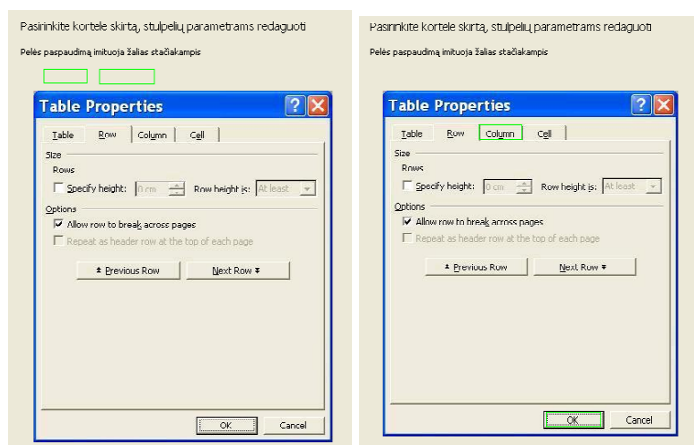 Pasirinkite kortelę skirtą, stulpelių parametrams redaguoti
Pelės paspaudimą imituoja žalias stačiakampis
Table Properties
Table Row Column Cell
Size
Rows
Specify height: 0 cm Row height is: At least
Options
Allow row to break across pages
Repeat as header row at the top of each page
Previous Row Next Row
OK Cancel
Pasirinkite kortelę skirtą, stulpelių parametrams redaguoti
Pelės paspaudimą imituoja žalias stačiakampis
Table Properties
Table Row Column Cell
Size
Rows
Specify height: 0 cm Row height is: At least
Options
Allow row to break across pages
Repeat as header row at the top of each page
Previous Row Next Row
OK Cancel